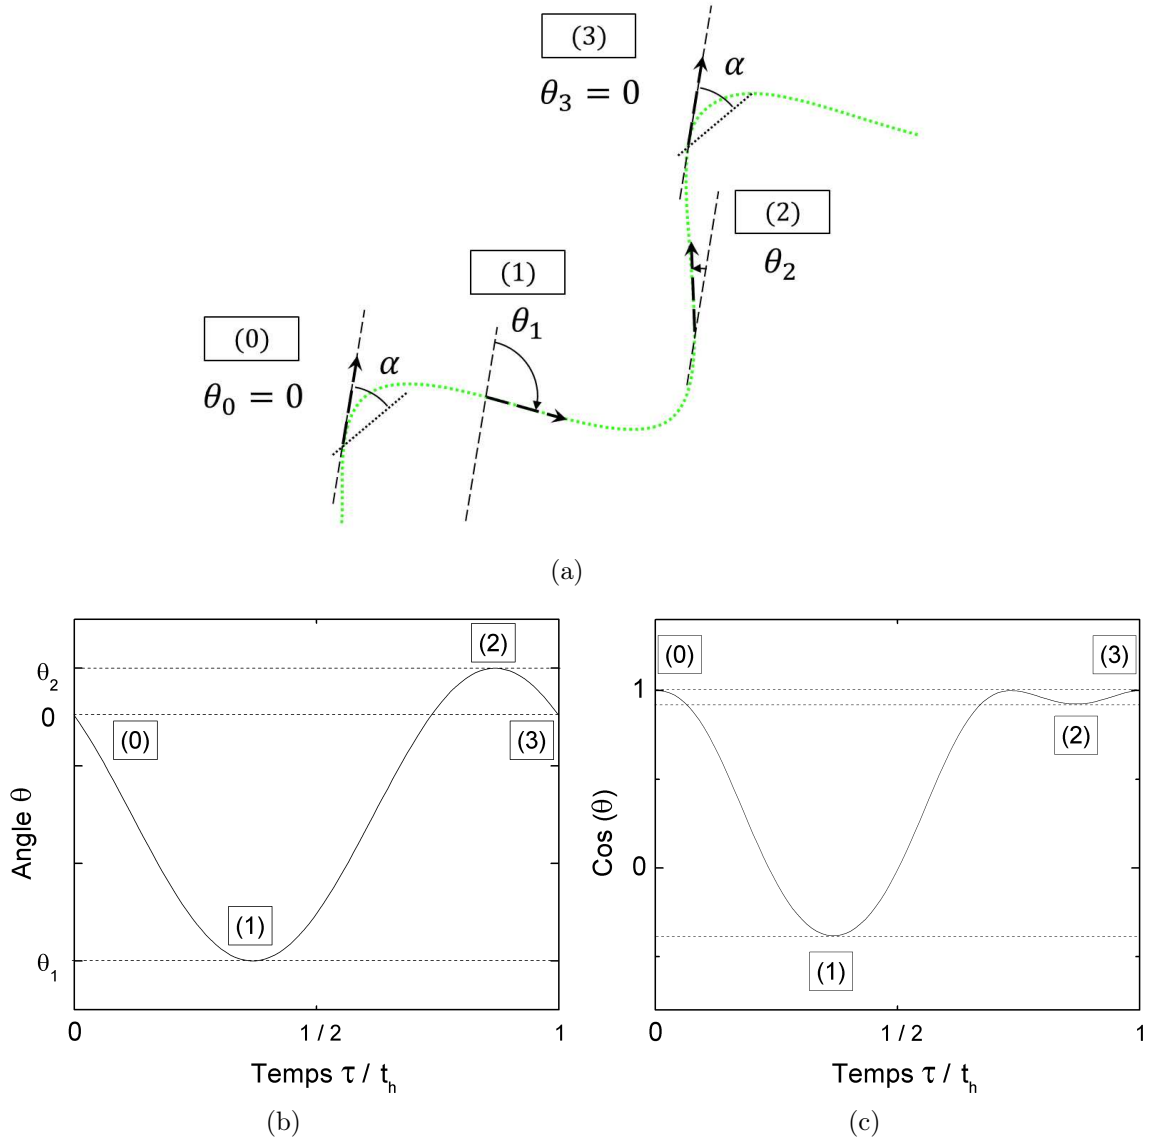 (3)
θ₃ = 0
α
(2)
θ₂
(1)
θ₁
(0)
θ₀ = 0
α
(a)
Angle θ
θ₂
0
θ₁
(2)
(0)
(3)
(1)
0
1 / 2
1
Temps τ / tₕ
(b)
Cos (θ)
1
0
(0)
(3)
(2)
(1)
0
1 / 2
1
Temps τ / tₕ
(c)